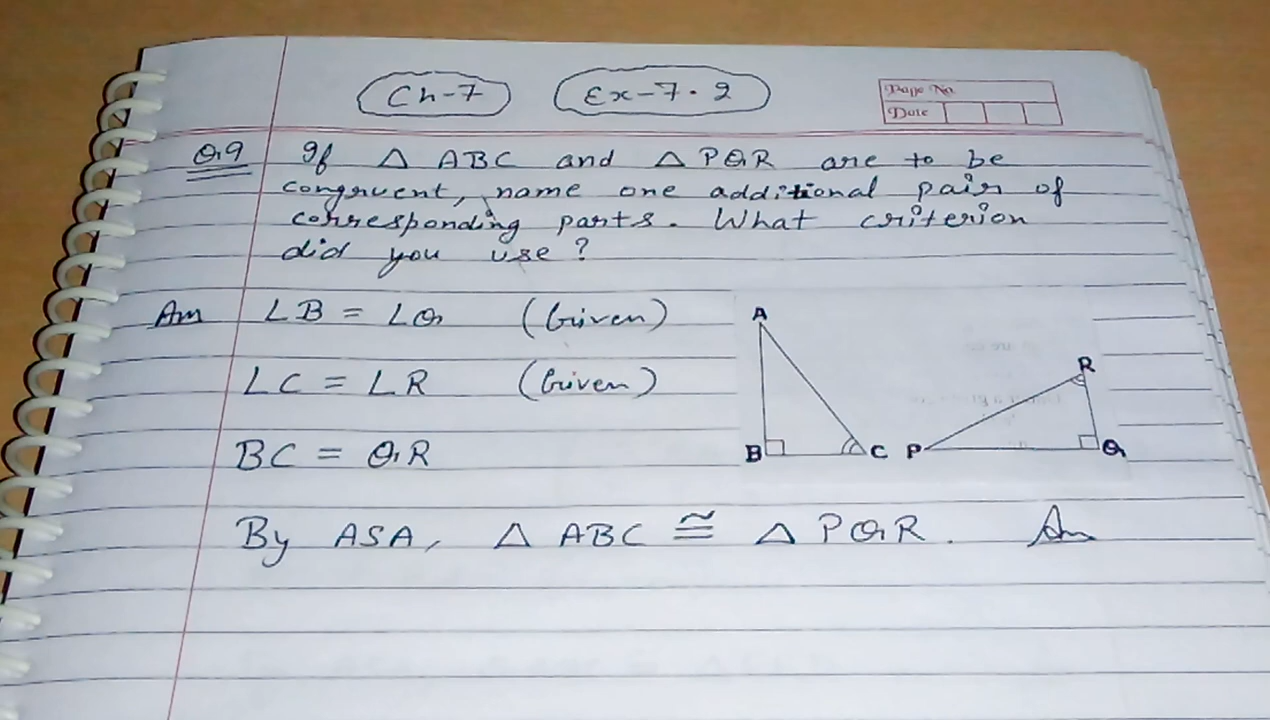 Ch-7 Ex-7.2
Page No.
Date
Q.9 If △ ABC and △ PQR are to be
congruent, name one additional pair of
corresponding parts. What criterion
did you use?
Ans ∠B = ∠Q (Given)
∠C = ∠R (Given)
BC = QR
By ASA, △ ABC ≅ △ PQR. Ans
A
R
B C P Q